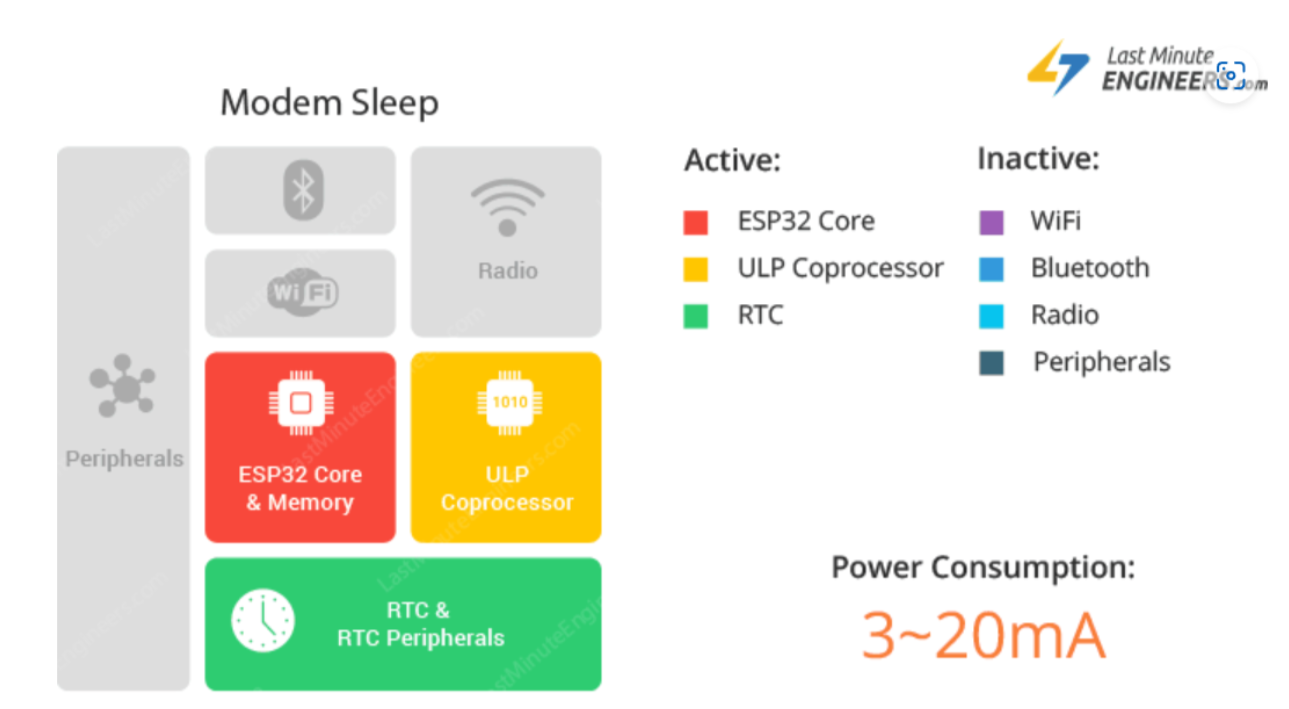 Last Minute
ENGINEERS.com
Modem Sleep
Peripherals
WiFi
Radio
ESP32 Core
& Memory
1010
ULP
Coprocessor
RTC &
RTC Peripherals
Active:
ESP32 Core
ULP Coprocessor
RTC
Inactive:
WiFi
Bluetooth
Radio
Peripherals
Power Consumption:
3~20mA